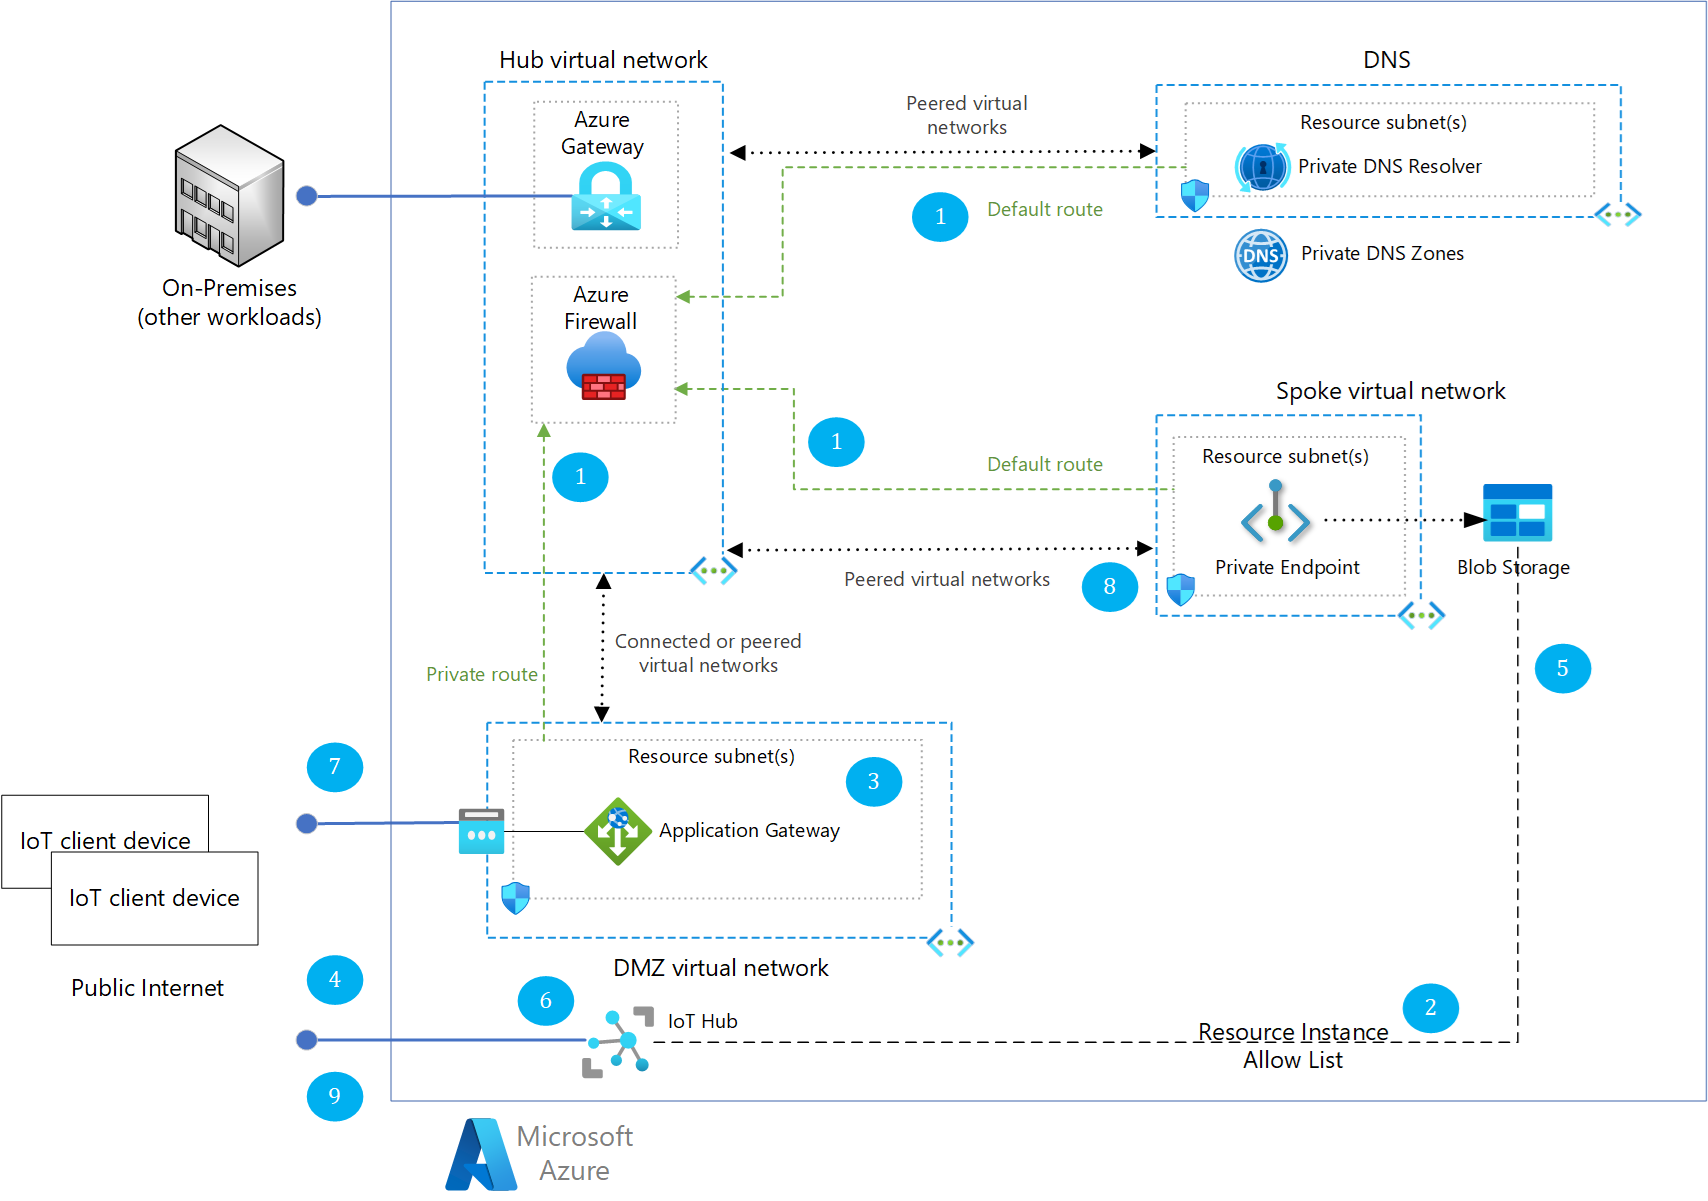 Hub virtual network
DNS
Azure
Gateway
Peered virtual
networks
Resource subnet(s)
Private DNS Resolver
1
Default route
Private DNS Zones
DNS
On-Premises
(other workloads)
Azure
Firewall
Spoke virtual network
1
1
Default route
Resource subnet(s)
Private Endpoint
Blob Storage
Peered virtual networks
8
Connected or peered
virtual networks
Private route
5
7
Resource subnet(s)
3
Application Gateway
IoT client device
IoT client device
Public Internet
4
DMZ virtual network
6
IoT Hub
2
Resource Instance
Allow List
9
Microsoft
Azure